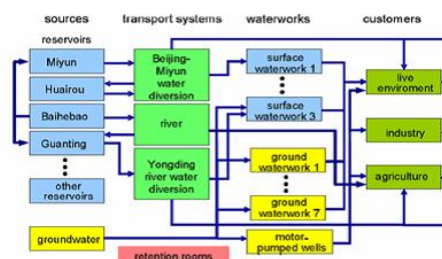 sources
transport systems
waterworks
customers
reservoirs
Miyun
Huairou
Baihebao
Guanting
other
reservoirs
groundwater
Beijing-
Miyun
water
diversion
river
Yongding
river water
diversion
retention rooms
surface
waterwork 1
surface
waterwork 3
ground
waterwork 1
ground
waterwork 7
motor-
pumped wells
live
enviroment
industry
agriculture